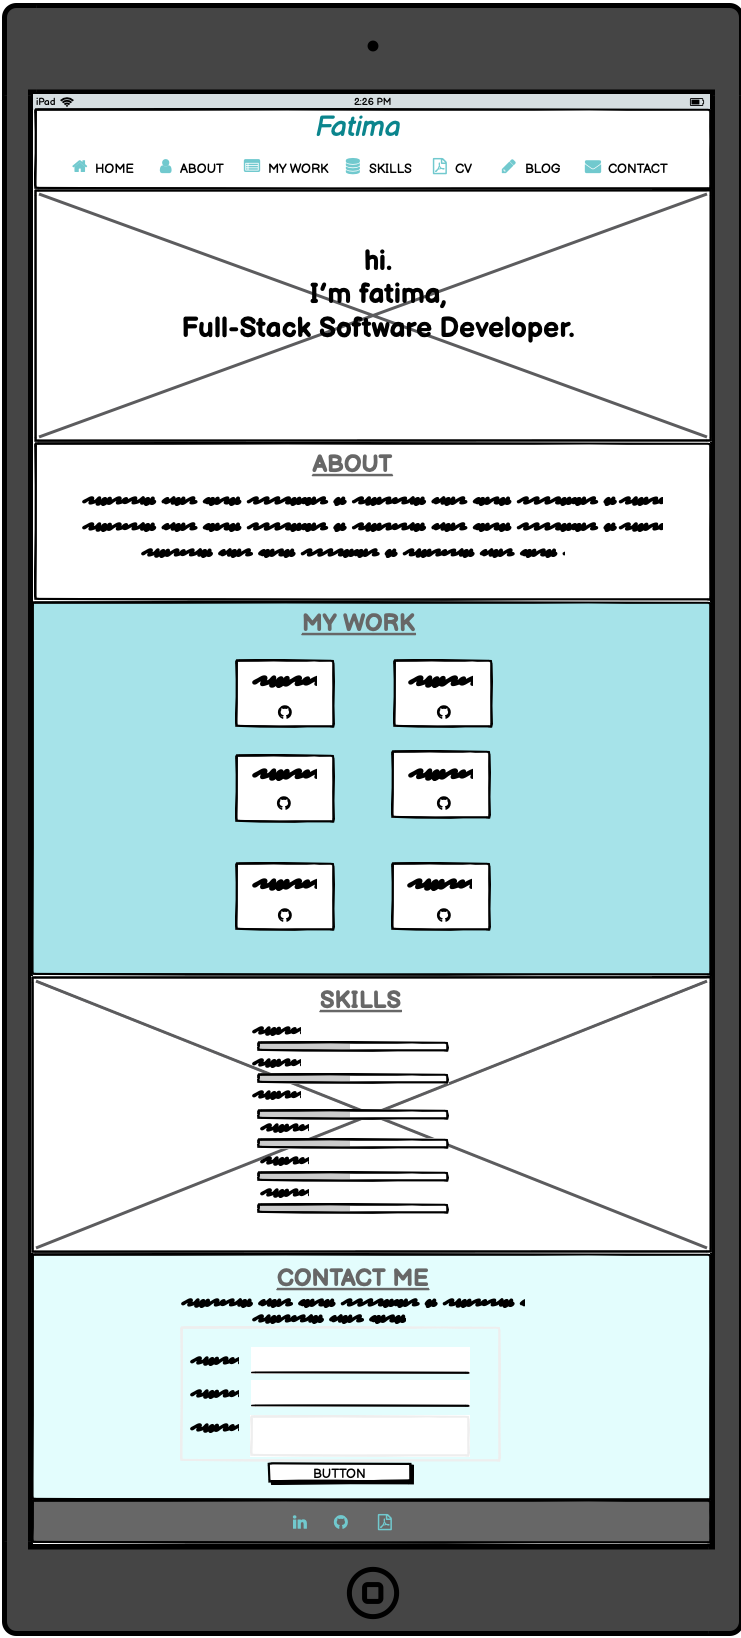 iPad 2:26 PM
Fatima
HOME ABOUT MY WORK SKILLS CV BLOG CONTACT
hi.
I'm fatima,
Full-Stack Software Developer.
ABOUT
MY WORK
SKILLS
CONTACT ME
BUTTON
in